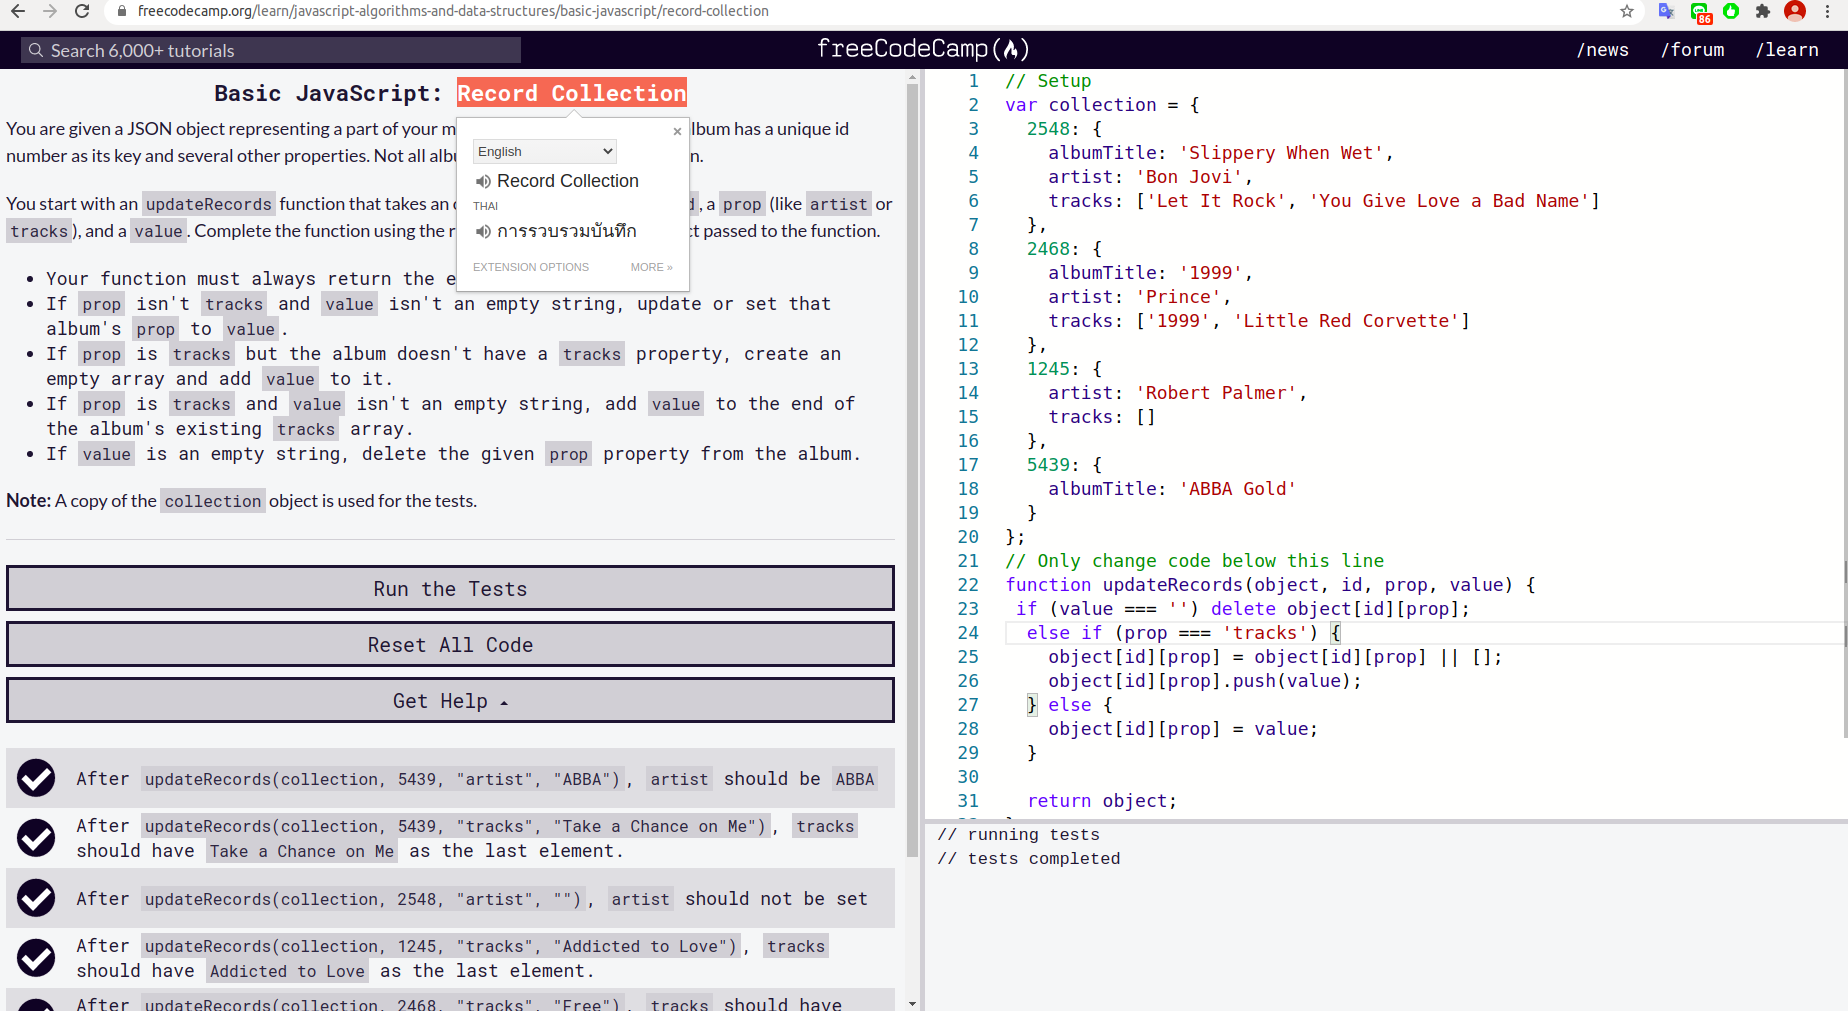 freecodecamp.org/learn/javascript-algorithms-and-data-structures/basic-javascript/record-collection
86
Search 6,000+ tutorials
freeCodeCamp
/news /forum /learn
Basic JavaScript: Record Collection
You are given a JSON object representing a part of your m lbum has a unique id
number as its key and several other properties. Not all albu n.
You start with an updateRecords function that takes an o d, a prop (like artist or
tracks), and a value. Complete the function using the r ct passed to the function.
×
English
Record Collection
THAI
การรวบรวมบันทึก
EXTENSION OPTIONS MORE »
• Your function must always return the e
• If prop isn't tracks and value isn't an empty string, update or set that
album's prop to value.
• If prop is tracks but the album doesn't have a tracks property, create an
empty array and add value to it.
• If prop is tracks and value isn't an empty string, add value to the end of
the album's existing tracks array.
• If value is an empty string, delete the given prop property from the album.
Note: A copy of the collection object is used for the tests.
Run the Tests
Reset All Code
Get Help
After updateRecords(collection, 5439, "artist", "ABBA"), artist should be ABBA
After updateRecords(collection, 5439, "tracks", "Take a Chance on Me"), tracks
should have Take a Chance on Me as the last element.
After updateRecords(collection, 2548, "artist", ""), artist should not be set
After updateRecords(collection, 1245, "tracks", "Addicted to Love"), tracks
should have Addicted to Love as the last element.
After updateRecords(collection, 2468, "tracks", "Free"), tracks should have
1 // Setup
2 var collection = {
3 2548: {
4 albumTitle: 'Slippery When Wet',
5 artist: 'Bon Jovi',
6 tracks: ['Let It Rock', 'You Give Love a Bad Name']
7 },
8 2468: {
9 albumTitle: '1999',
10 artist: 'Prince',
11 tracks: ['1999', 'Little Red Corvette']
12 },
13 1245: {
14 artist: 'Robert Palmer',
15 tracks: []
16 },
17 5439: {
18 albumTitle: 'ABBA Gold'
19 }
20 };
21 // Only change code below this line
22 function updateRecords(object, id, prop, value) {
23 if (value === '') delete object[id][prop];
24 else if (prop === 'tracks') {
25 object[id][prop] = object[id][prop] || [];
26 object[id][prop].push(value);
27 } else {
28 object[id][prop] = value;
29 }
30
31 return object;
// running tests
// tests completed